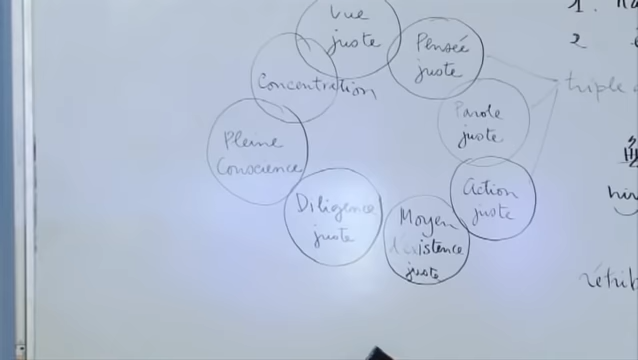 Vue
juste
Pensée
juste
Parole
juste
Action
juste
Moyen
d'existence
juste
Diligence
juste
Pleine
Conscience
Concentration
1.
2
triple
rétrib